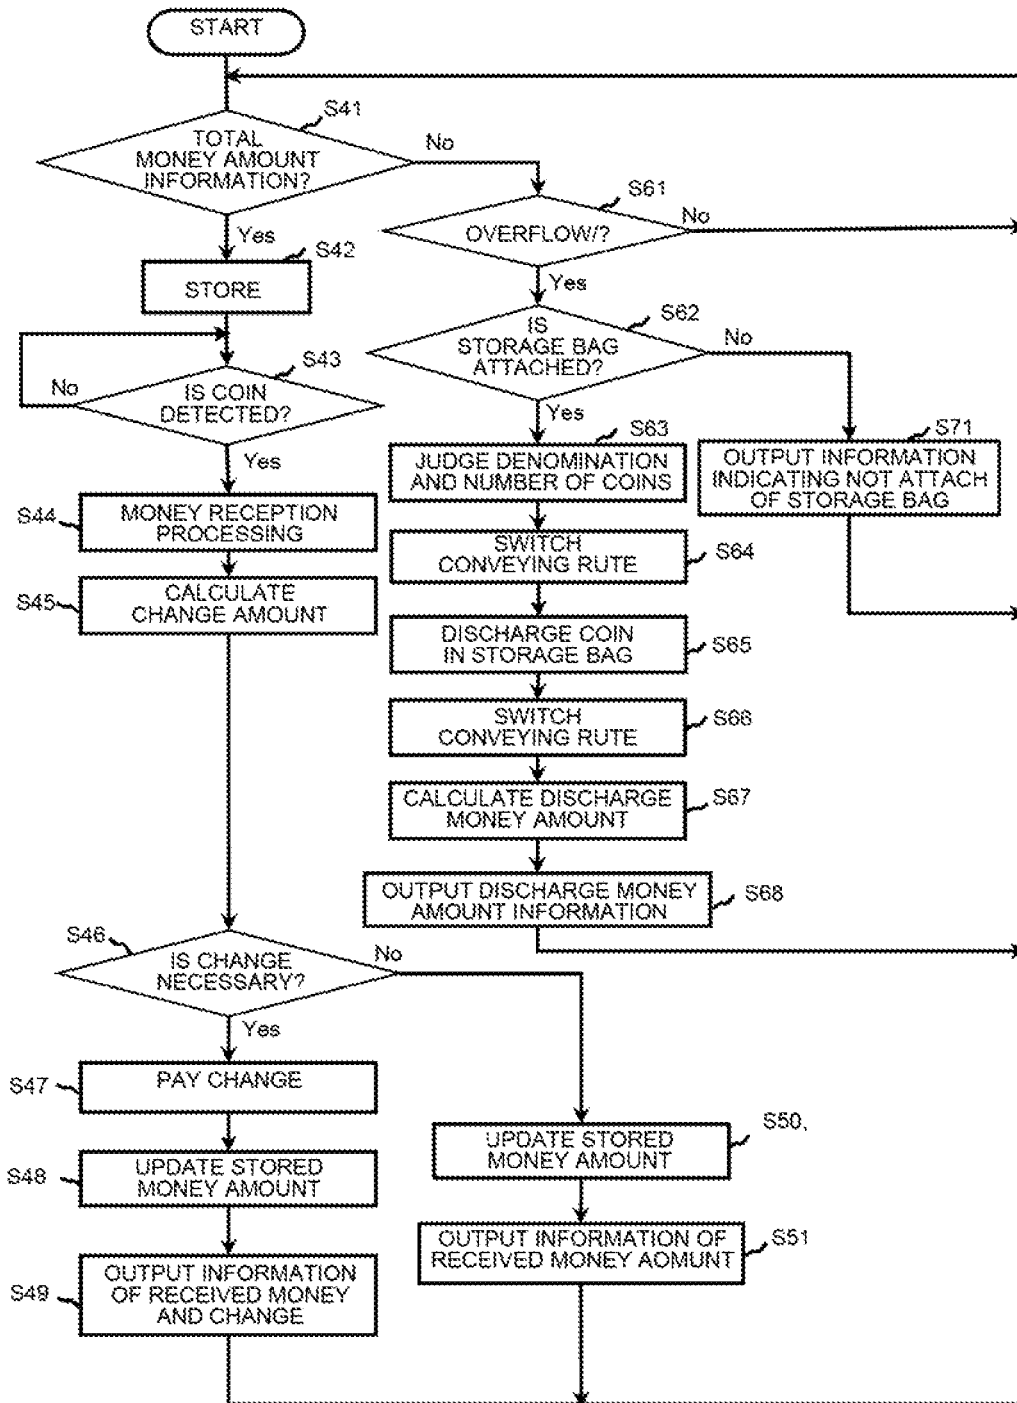 START
S41
TOTAL
MONEY AMOUNT
INFORMATION?
No
Yes
S61
OVERFLOW/?
No
Yes
S42
STORE
S62
IS
STORAGE BAG
ATTACHED?
No
Yes
S43
IS COIN
DETECTED?
No
Yes
S63
JUDGE DENOMINATION
AND NUMBER OF COINS
S71
OUTPUT INFORMATION
INDICATING NOT ATTACH
OF STORAGE BAG
S44
MONEY RECEPTION
PROCESSING
SWITCH
CONVEYING RUTE
S64
S45
CALCULATE
CHANGE AMOUNT
DISCHARGE COIN
IN STORAGE BAG
S65
SWITCH
CONVEYING RUTE
S66
CALCULATE DISCHARGE
MONEY AMOUNT
S67
OUTPUT DISCHARGE MONEY
AMOUNT INFORMATION
S68
S46
IS CHANGE
NECESSARY?
No
Yes
S47
PAY CHANGE
S50,
UPDATE STORED
MONEY AMOUNT
S48
UPDATE STORED
MONEY AMOUNT
OUTPUT INFORMATION OF
RECEIVED MONEY AOMUNT
S51
S49
OUTPUT INFORMATION
OF RECEIVED MONEY
AND CHANGE